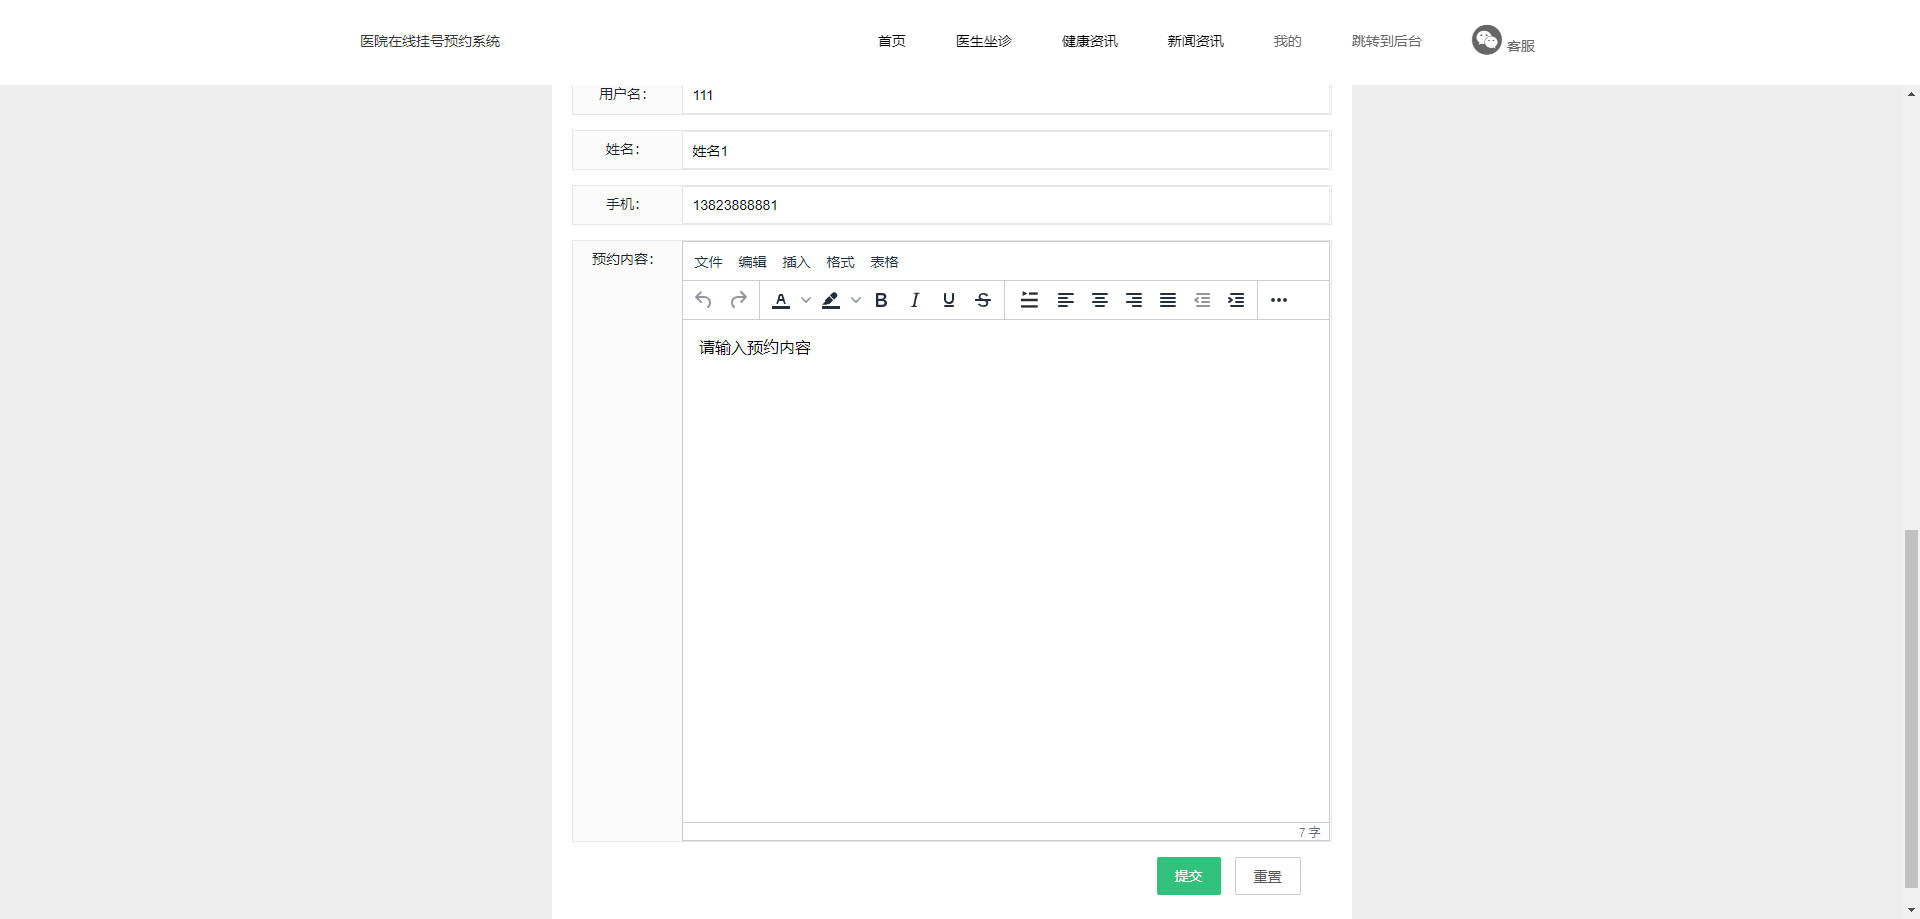 医院在线挂号预约系统 首页 医生坐诊 健康资讯 新闻资讯 我的 跳转到后台 客服
用户名： 111
姓名： 姓名1
手机： 13823888881
预约内容： 文件 编辑 插入 格式 表格
请输入预约内容
7 字
提交 重置